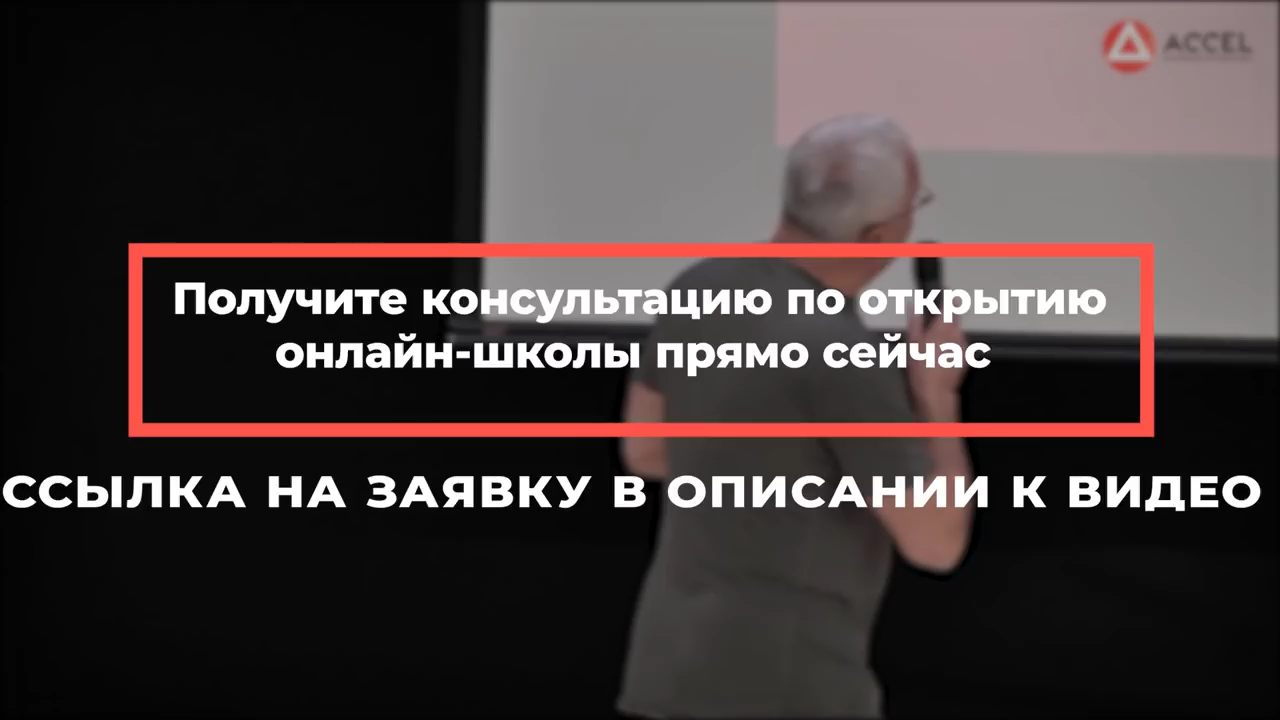 ACCEL
Получите консультацию по открытию
онлайн-школы прямо сейчас
ССЫЛКА НА ЗАЯВКУ В ОПИСАНИИ К ВИДЕО